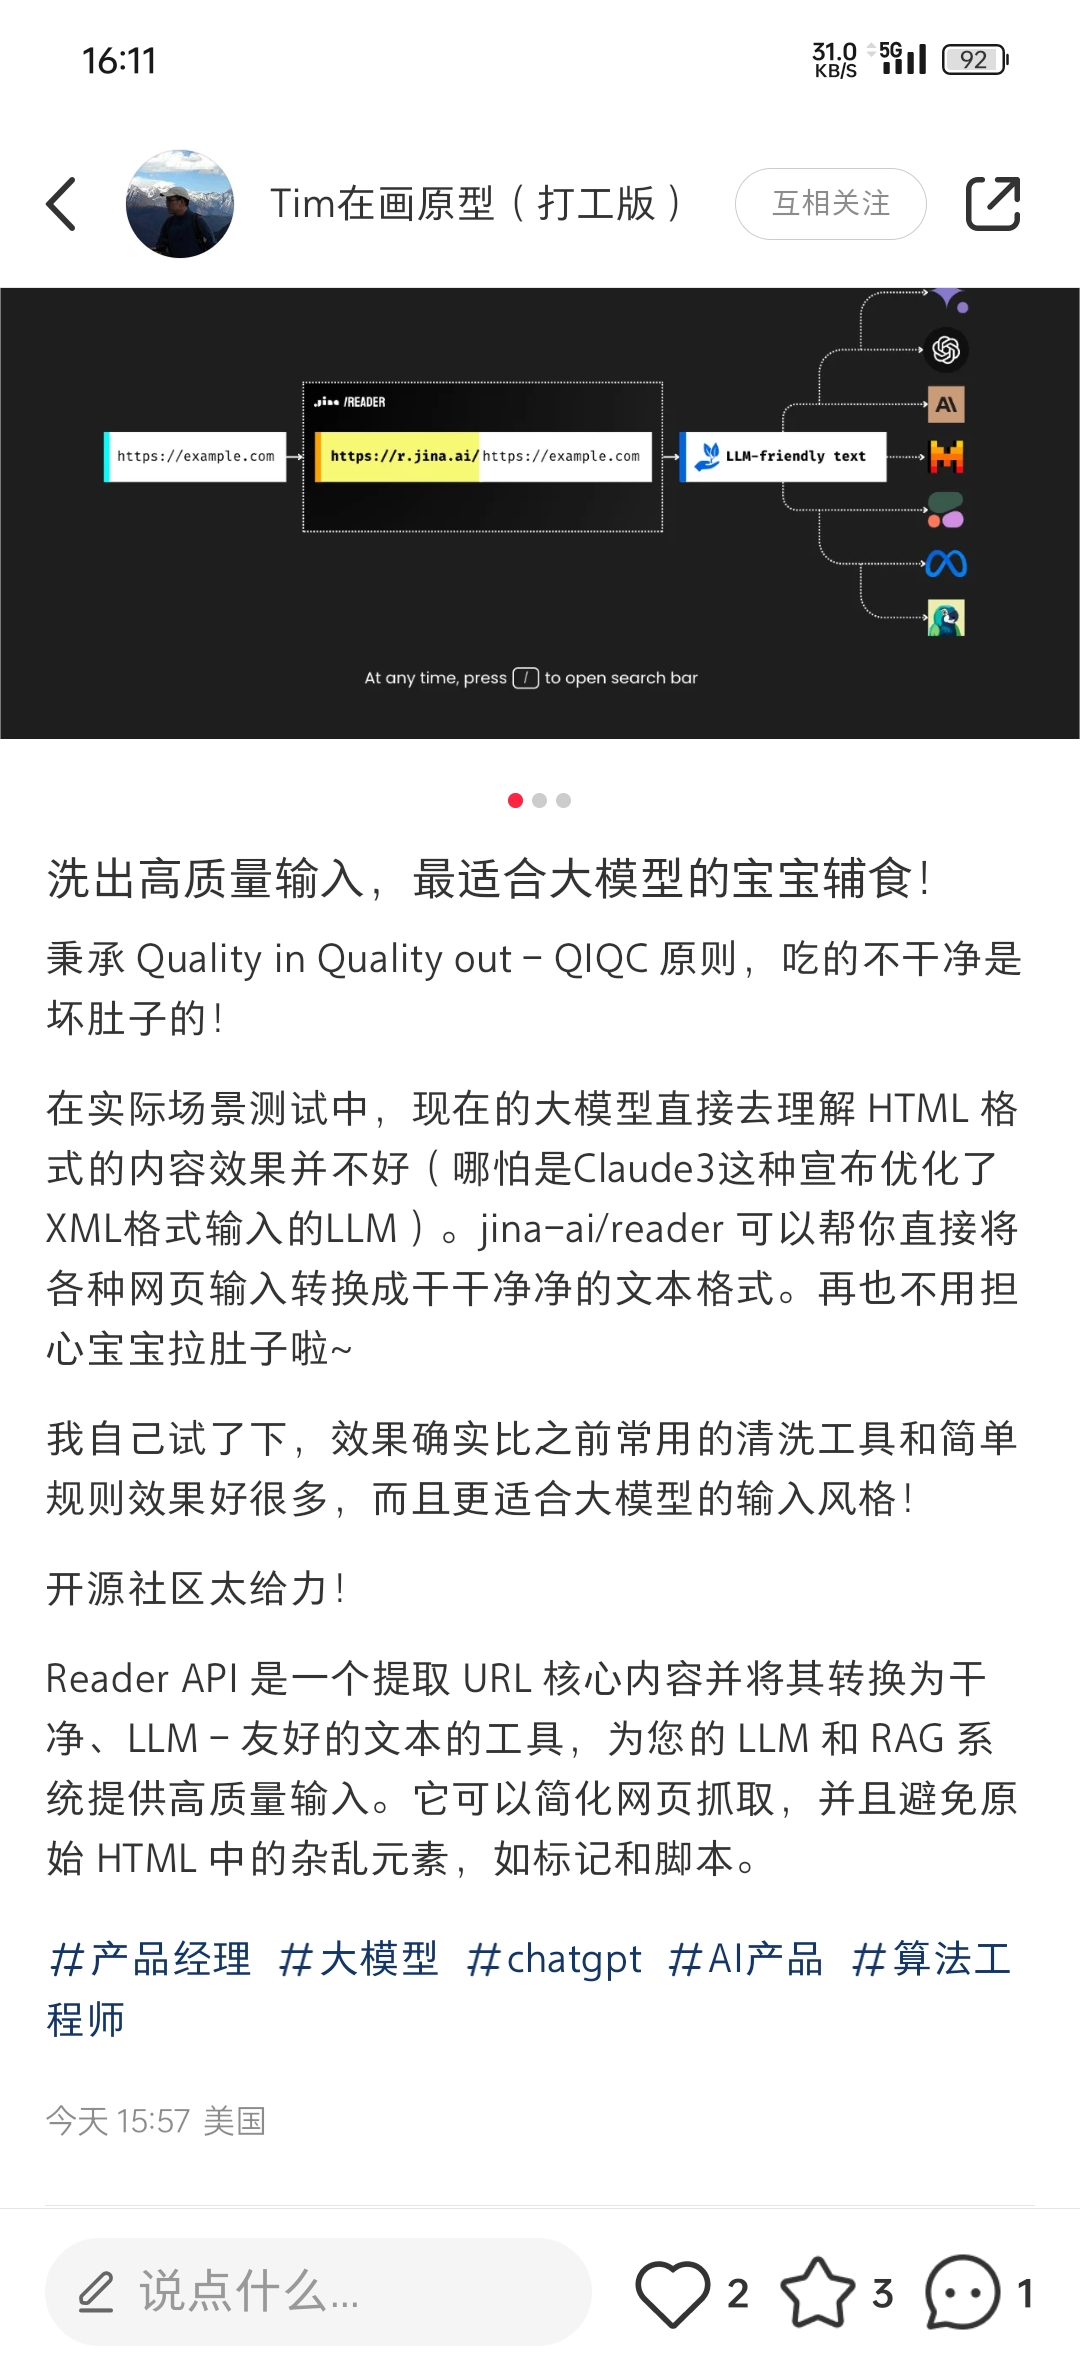 16:11
31.0 KB/S 5G 92
Tim在画原型（打工版）
互相关注
Jina /READER
https://example.com
https://r.jina.ai/https://example.com
LLM-friendly text
At any time, press / to open search bar
洗出高质量输入，最适合大模型的宝宝辅食！
秉承 Quality in Quality out - QIQC 原则，吃的不干净是
坏肚子的！
在实际场景测试中，现在的大模型直接去理解 HTML 格
式的内容效果并不好（哪怕是Claude3这种宣布优化了
XML格式输入的LLM）。jina-ai/reader 可以帮你直接将
各种网页输入转换成干干净净的文本格式。再也不用担
心宝宝拉肚子啦~
我自己试了下，效果确实比之前常用的清洗工具和简单
规则效果好很多，而且更适合大模型的输入风格！
开源社区太给力！
Reader API 是一个提取 URL 核心内容并将其转换为干
净、LLM - 友好的文本的工具，为您的 LLM 和 RAG 系
统提供高质量输入。它可以简化网页抓取，并且避免原
始 HTML 中的杂乱元素，如标记和脚本。
#产品经理 #大模型 #chatgpt #AI产品 #算法工
程师
今天 15:57 美国
说点什么...
2
3
1